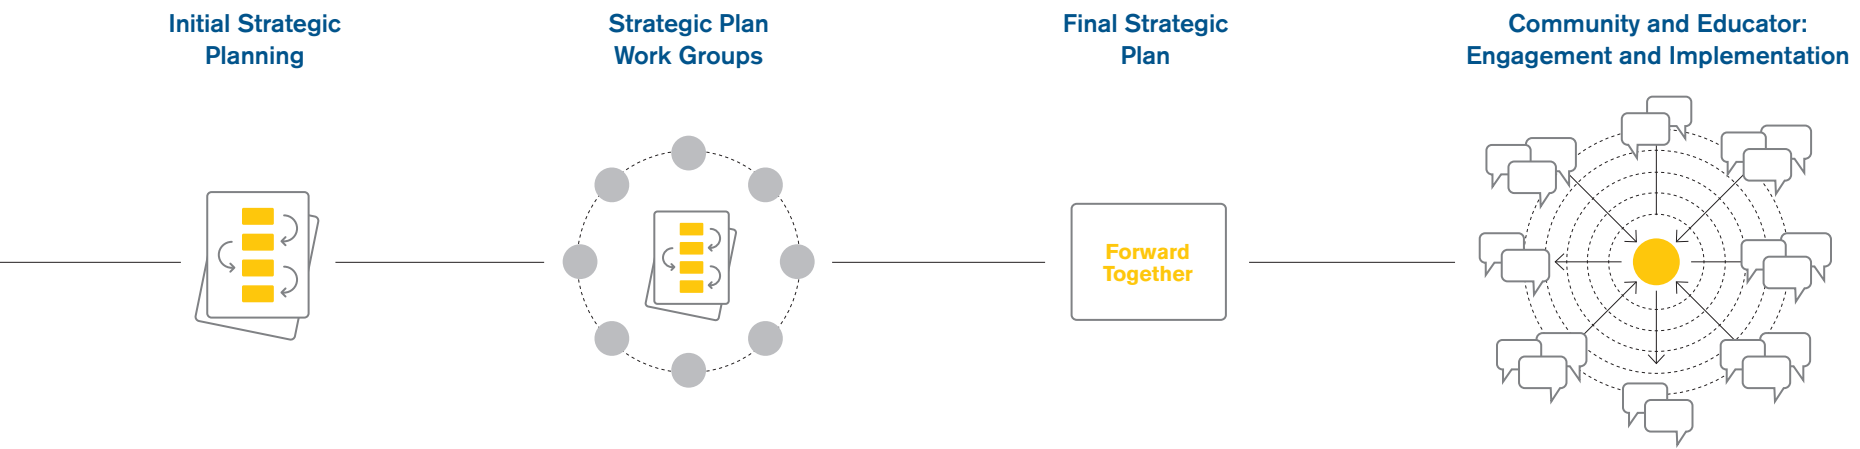 Initial Strategic
Planning
Strategic Plan
Work Groups
Final Strategic
Plan
Community and Educator:
Engagement and Implementation
Forward
Together